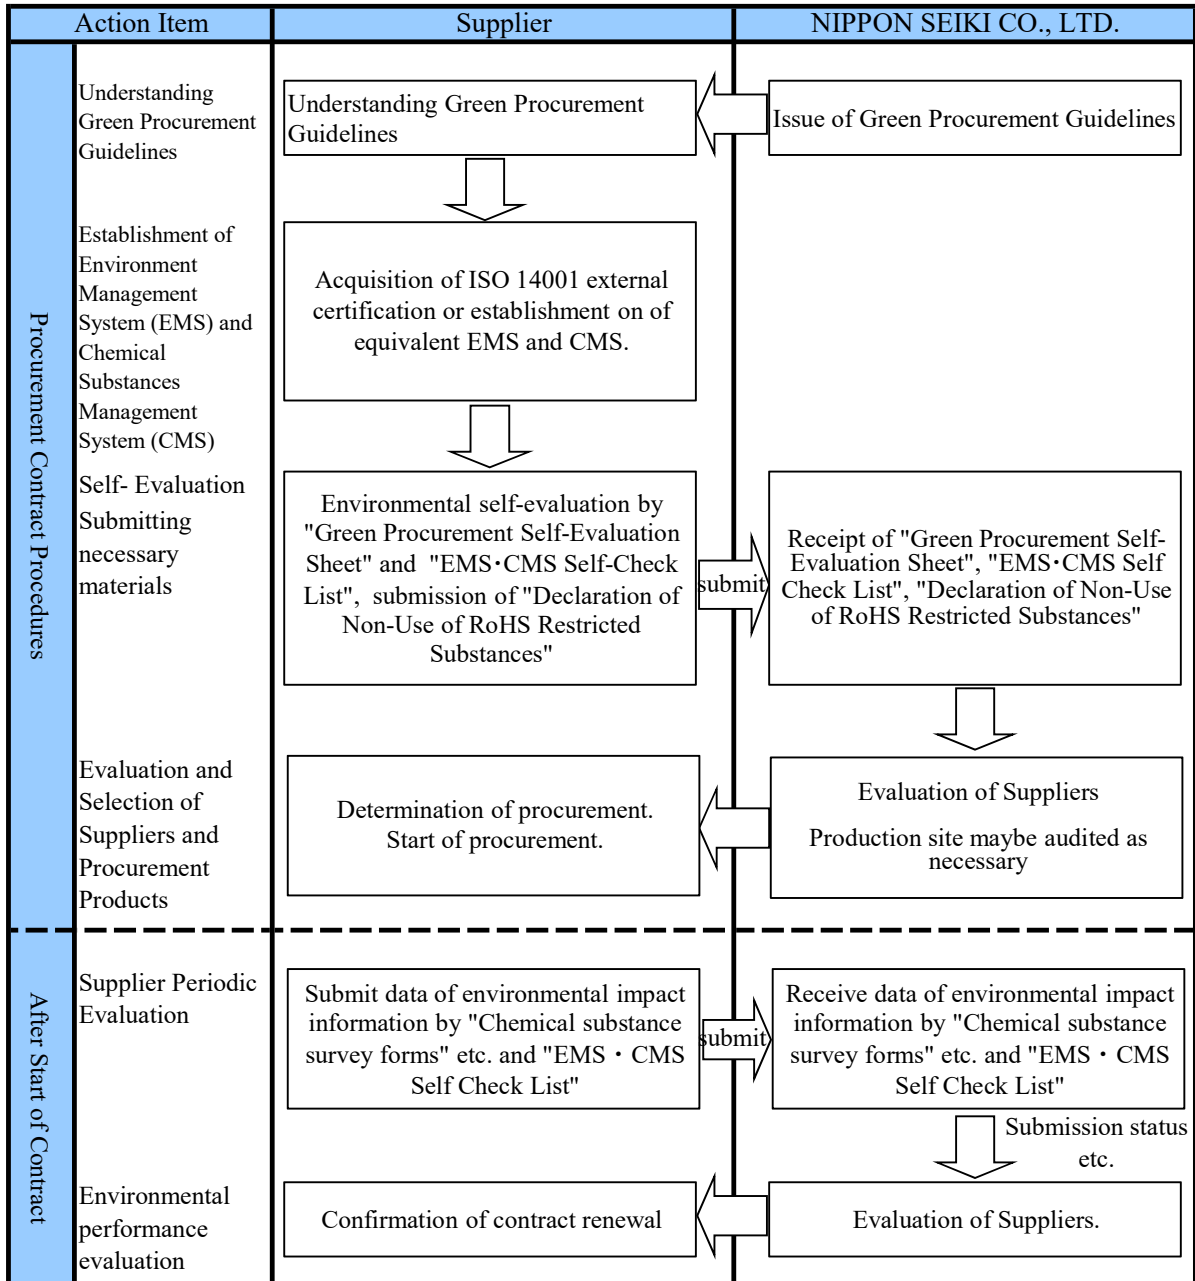 Action Item
Supplier
NIPPON SEIKI CO., LTD.
Procurement Contract Procedures
Understanding
Green Procurement
Guidelines
Understanding Green Procurement
Guidelines
Issue of Green Procurement Guidelines
Establishment of
Environment
Management
System (EMS) and
Chemical
Substances
Management
System (CMS)
Acquisition of ISO 14001 external
certification or establishment on of
equivalent EMS and CMS.
Self- Evaluation
Submitting
necessary
materials
Environmental self-evaluation by
"Green Procurement Self-Evaluation
Sheet" and "EMS・CMS Self-Check
List", submission of "Declaration of
Non-Use of RoHS Restricted
Substances"
submit
Receipt of "Green Procurement Self-
Evaluation Sheet", "EMS・CMS Self
Check List", "Declaration of Non-Use
of RoHS Restricted Substances"
Evaluation and
Selection of
Suppliers and
Procurement
Products
Determination of procurement.
Start of procurement.
Evaluation of Suppliers
Production site maybe audited as
necessary
After Start of Contract
Supplier Periodic
Evaluation
Submit data of environmental impact
information by "Chemical substance
survey forms" etc. and "EMS・CMS
Self Check List"
submit
Receive data of environmental impact
information by "Chemical substance
survey forms" etc. and "EMS・CMS
Self Check List"
Submission status
etc.
Environmental
performance
evaluation
Confirmation of contract renewal
Evaluation of Suppliers.